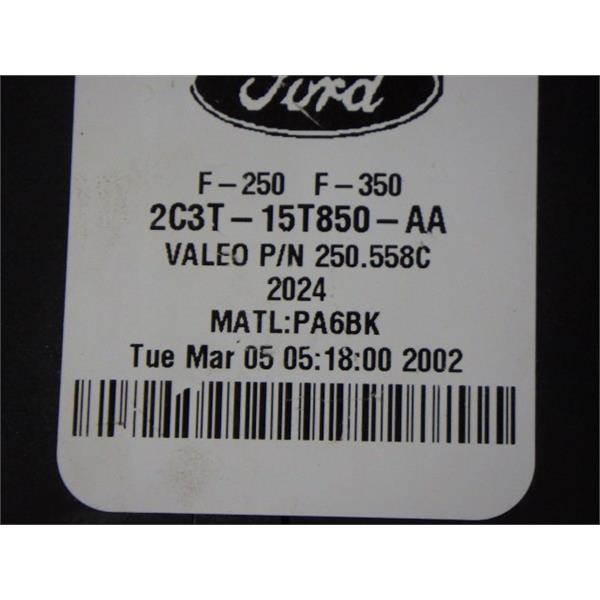 Ford
F-250 F-350
2C3T-15T850-AA
VALEO P/N 250.558C
2024
MATL:PA6BK
Tue Mar 05 05:18:00 2002